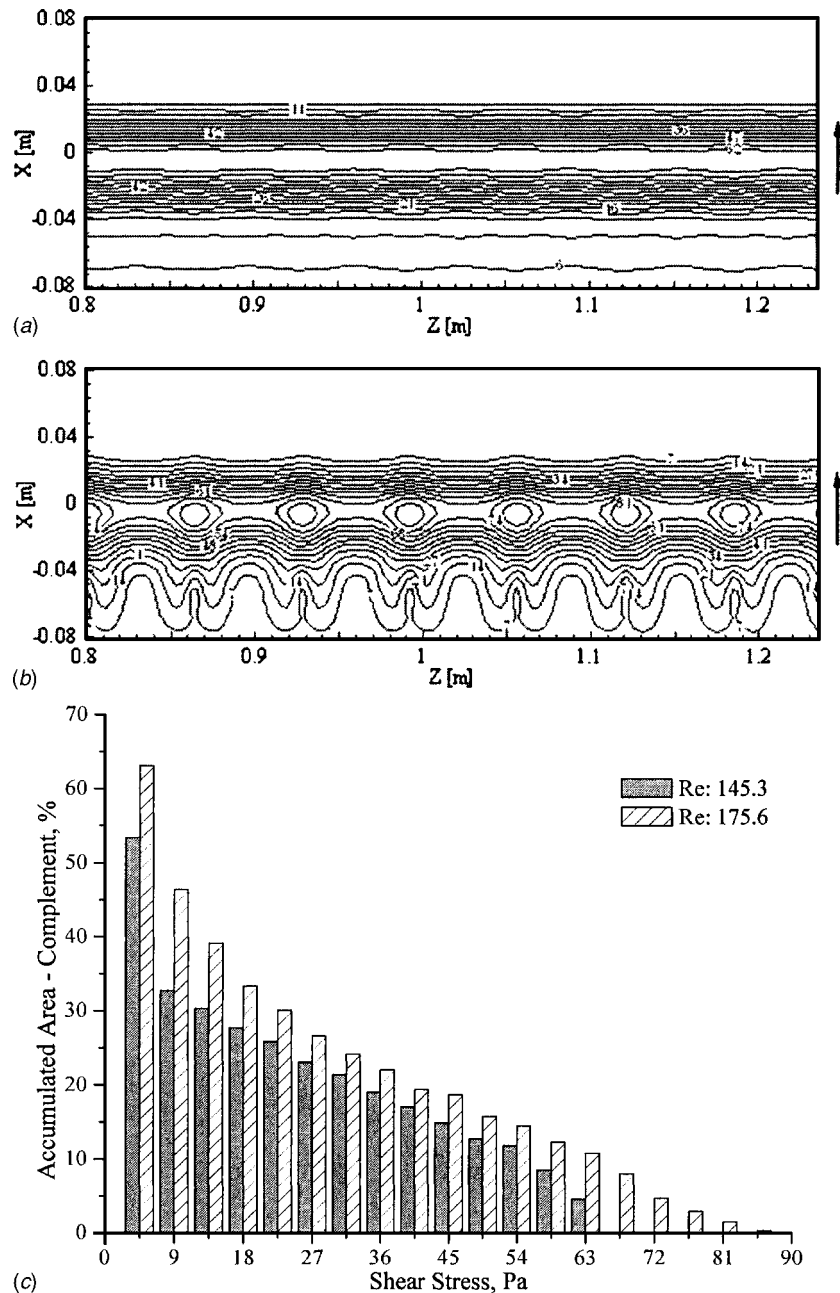 0.08
0.04
X [m]
0
-0.04
-0.08
0.8
0.9
1
1.1
1.2
Z [m]
(a)
0.08
0.04
X [m]
0
-0.04
-0.08
0.8
0.9
1
1.1
1.2
Z [m]
(b)
70
60
50
40
30
20
10
0
Accumulated Area - Complement, %
Re: 145.3
Re: 175.6
0 9 18 27 36 45 54 63 72 81 90
Shear Stress, Pa
(c)